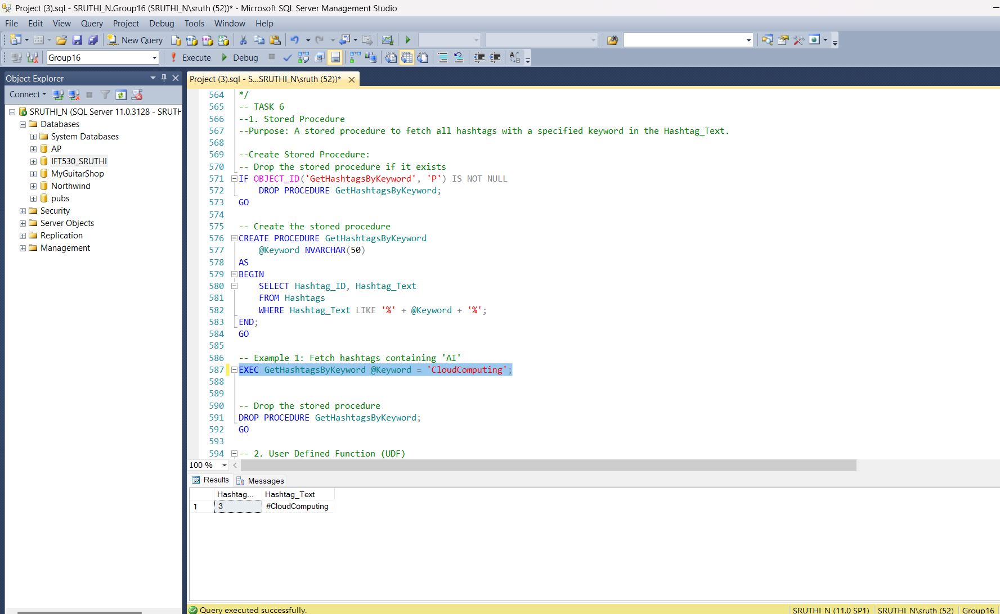 Project (3).sql - SRUTHI_N.Group16 (SRUTHI_N\sruth (52))* - Microsoft SQL Server Management Studio
File Edit View Query Project Debug Tools Window Help
New Query
Group16 Execute Debug
Object Explorer
Connect
SRUTHI_N (SQL Server 11.0.3128 - SRUTH
Databases
System Databases
AP
IFT530_SRUTHI
MyGuitarShop
Northwind
pubs
Security
Server Objects
Replication
Management
Project (3).sql - S...SRUTHI_N\sruth (52))*
564 */
565 -- TASK 6
566 --1. Stored Procedure
567 --Purpose: A stored procedure to fetch all hashtags with a specified keyword in the Hashtag_Text.
568
569 --Create Stored Procedure:
570 -- Drop the stored procedure if it exists
571 IF OBJECT_ID('GetHashtagsByKeyword', 'P') IS NOT NULL
572 DROP PROCEDURE GetHashtagsByKeyword;
573 GO
574
575 -- Create the stored procedure
576 CREATE PROCEDURE GetHashtagsByKeyword
577 @Keyword NVARCHAR(50)
578 AS
579 BEGIN
580 SELECT Hashtag_ID, Hashtag_Text
581 FROM Hashtags
582 WHERE Hashtag_Text LIKE '%' + @Keyword + '%';
583 END;
584 GO
585
586 -- Example 1: Fetch hashtags containing 'AI'
587 EXEC GetHashtagsByKeyword @Keyword = 'CloudComputing';
588
589
590 -- Drop the stored procedure
591 DROP PROCEDURE GetHashtagsByKeyword;
592 GO
593
594 -- 2. User Defined Function (UDF)
100 %
Results Messages
Hashtag... Hashtag_Text
1 3 #CloudComputing
Query executed successfully. SRUTHI_N (11.0 SP1) SRUTHI_N\sruth (52) Group16